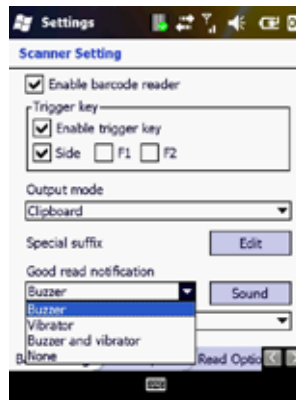 Settings
Scanner Setting
Enable barcode reader
Trigger key
Enable trigger key
Side F1 F2
Output mode
Clipboard
Special suffix Edit
Good read notification
Buzzer Sound
Buzzer
Vibrator
Buzzer and vibrator
None
Read Optio